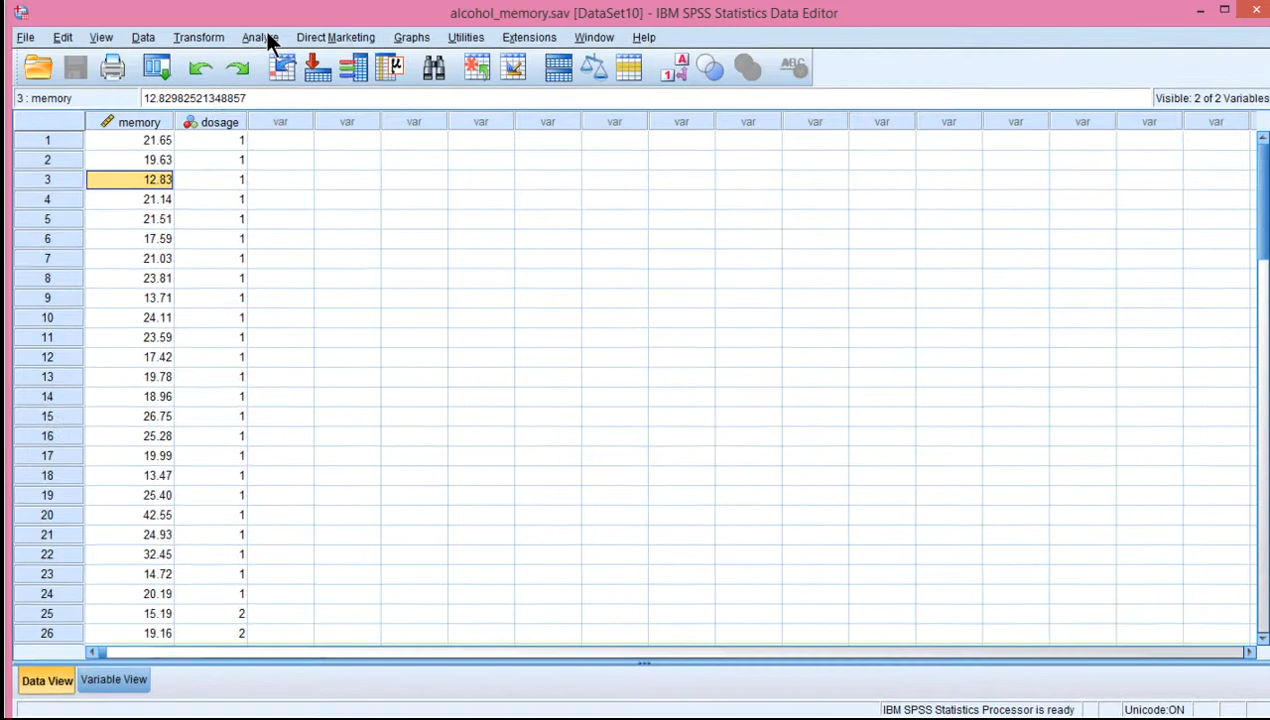 alcohol_memory.sav [DataSet10] - IBM SPSS Statistics Data Editor
File Edit View Data Transform Analyze Direct Marketing Graphs Utilities Extensions Window Help
3 : memory 12.82982521348857 Visible: 2 of 2 Variables
memory dosage var var var var var var var var var var var var var var var
1 21.65 1
2 19.63 1
3 12.83 1
4 21.14 1
5 21.51 1
6 17.59 1
7 21.03 1
8 23.81 1
9 13.71 1
10 24.11 1
11 23.59 1
12 17.42 1
13 19.78 1
14 18.96 1
15 26.75 1
16 25.28 1
17 19.99 1
18 13.47 1
19 25.40 1
20 42.55 1
21 24.93 1
22 32.45 1
23 14.72 1
24 20.19 1
25 15.19 2
26 19.16 2
Data View Variable View
IBM SPSS Statistics Processor is ready Unicode:ON